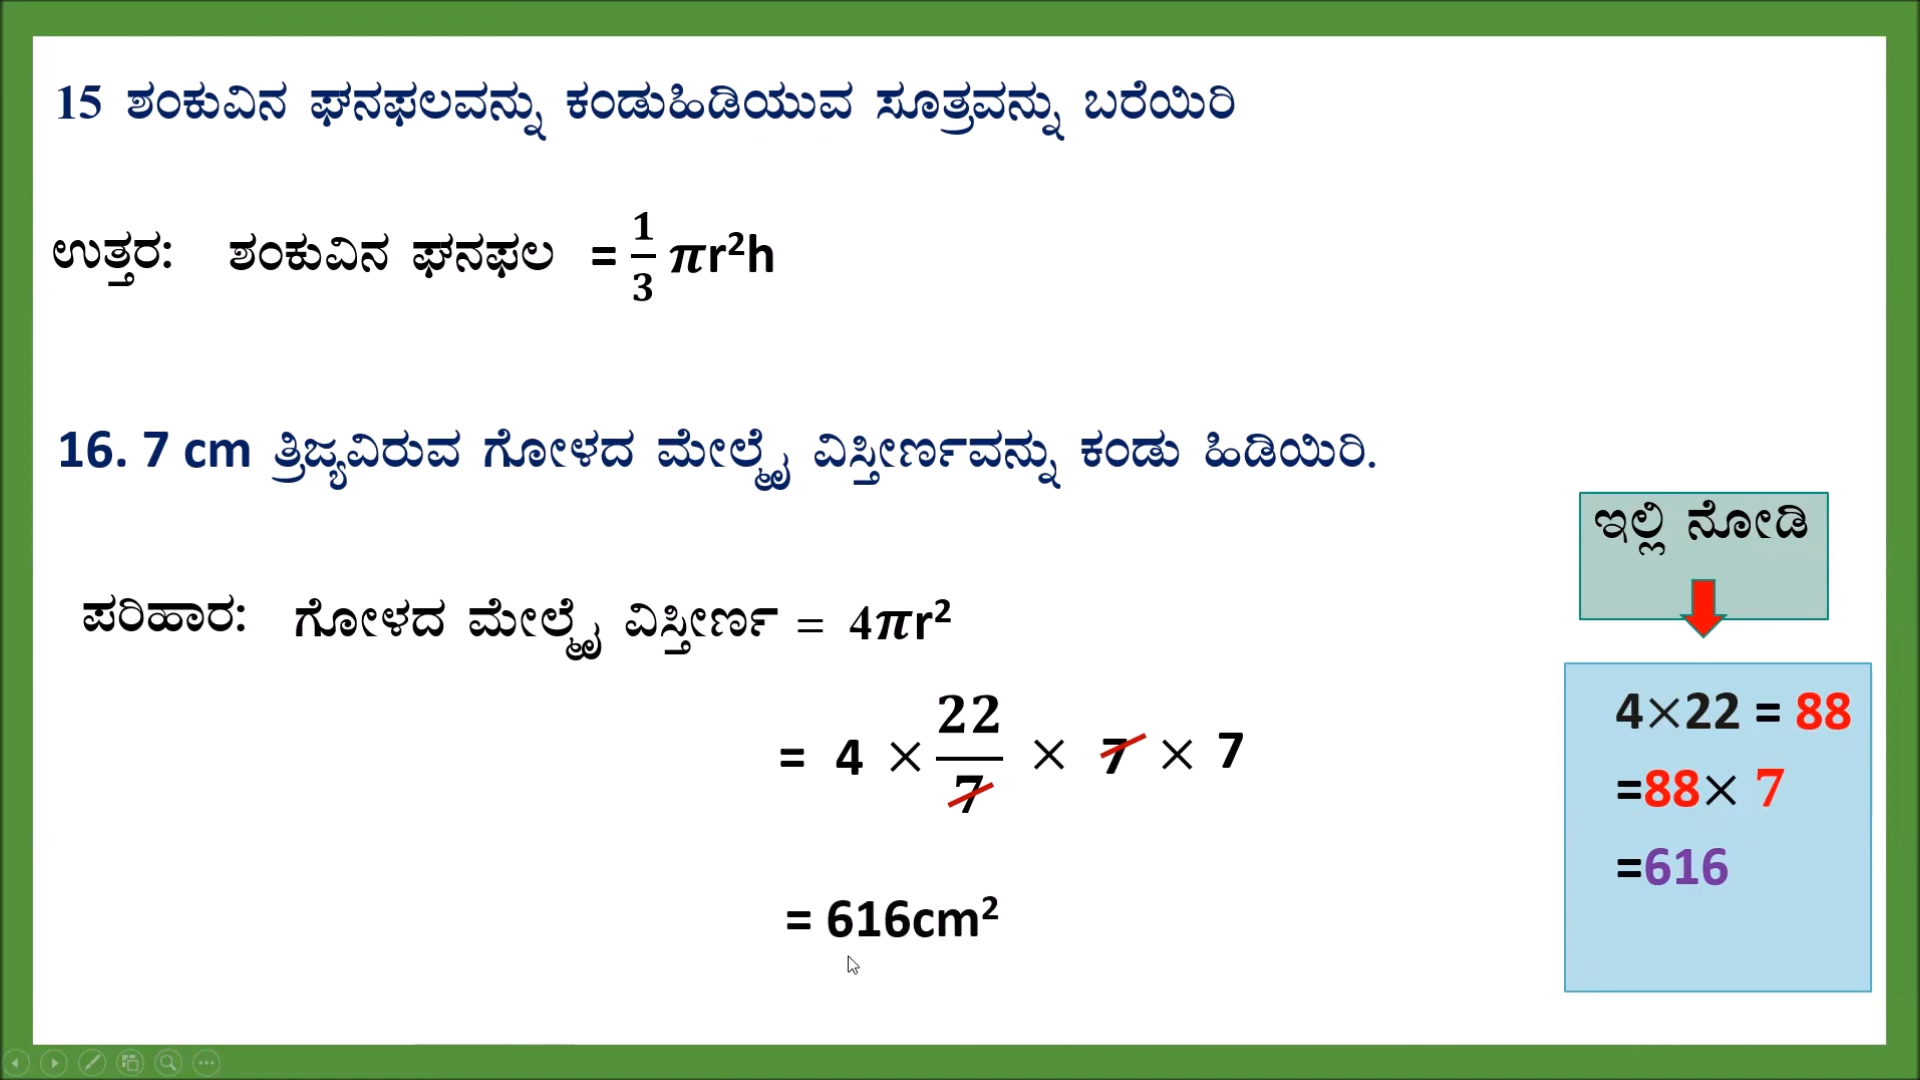 15 ಶಂಕುವಿನ ಘನಫಲವನ್ನು ಕಂಡುಹಿಡಿಯುವ ಸೂತ್ರವನ್ನು ಬರೆಯಿರಿ
ಉತ್ತರ: ಶಂಕುವಿನ ಘನಫಲ = 1/3 πr²h
16. 7 cm ತ್ರಿಜ್ಯವಿರುವ ಗೋಳದ ಮೇಲ್ಮೈ ವಿಸ್ತೀರ್ಣವನ್ನು ಕಂಡು ಹಿಡಿಯಿರಿ.
ಪರಿಹಾರ: ಗೋಳದ ಮೇಲ್ಮೈ ವಿಸ್ತೀರ್ಣ = 4πr²
= 4 × 22/7 × 7 × 7
= 616cm²
ಇಲ್ಲಿ ನೋಡಿ
4×22 = 88
=88× 7
=616